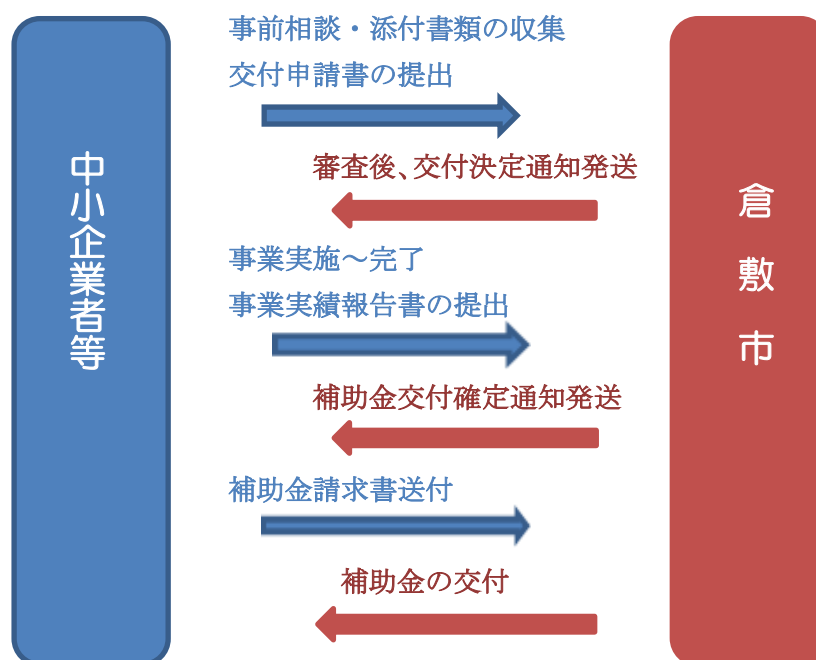 事前相談・添付書類の収集
交付申請書の提出
審査後、交付決定通知発送
中小企業者等
倉敷市
事業実施～完了
事業実績報告書の提出
補助金交付確定通知発送
補助金請求書送付
補助金の交付